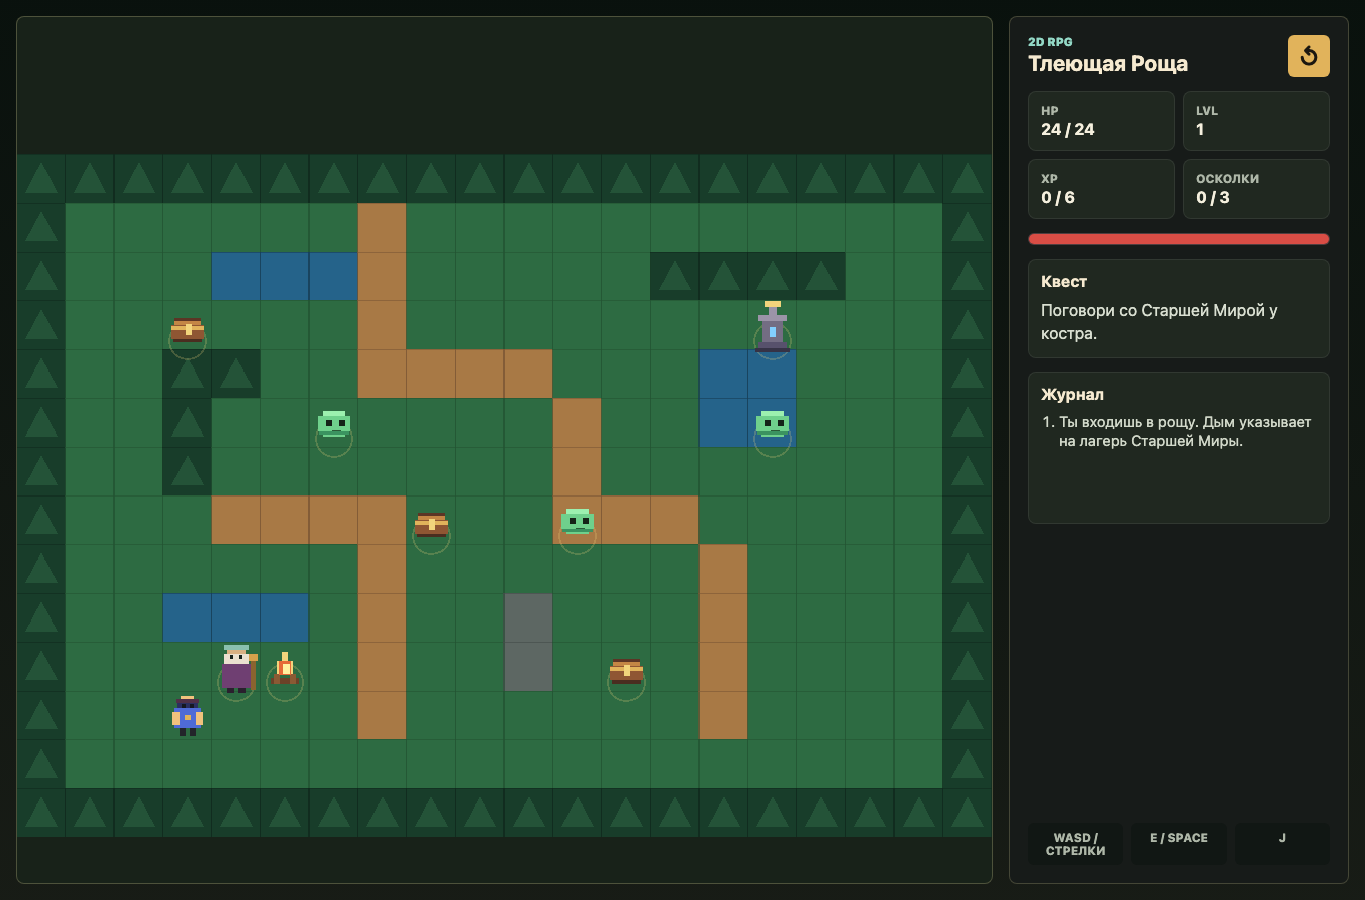 2D RPG
Тлеющая Роща
HP
24 / 24
LVL
1
XP
0 / 6
ОСКОЛКИ
0 / 3
Квест
Поговори со Старшей Мирой у
костра.
Журнал
1. Ты входишь в рощу. Дым указывает
на лагерь Старшей Миры.
WASD /
СТРЕЛКИ
E / SPACE
J